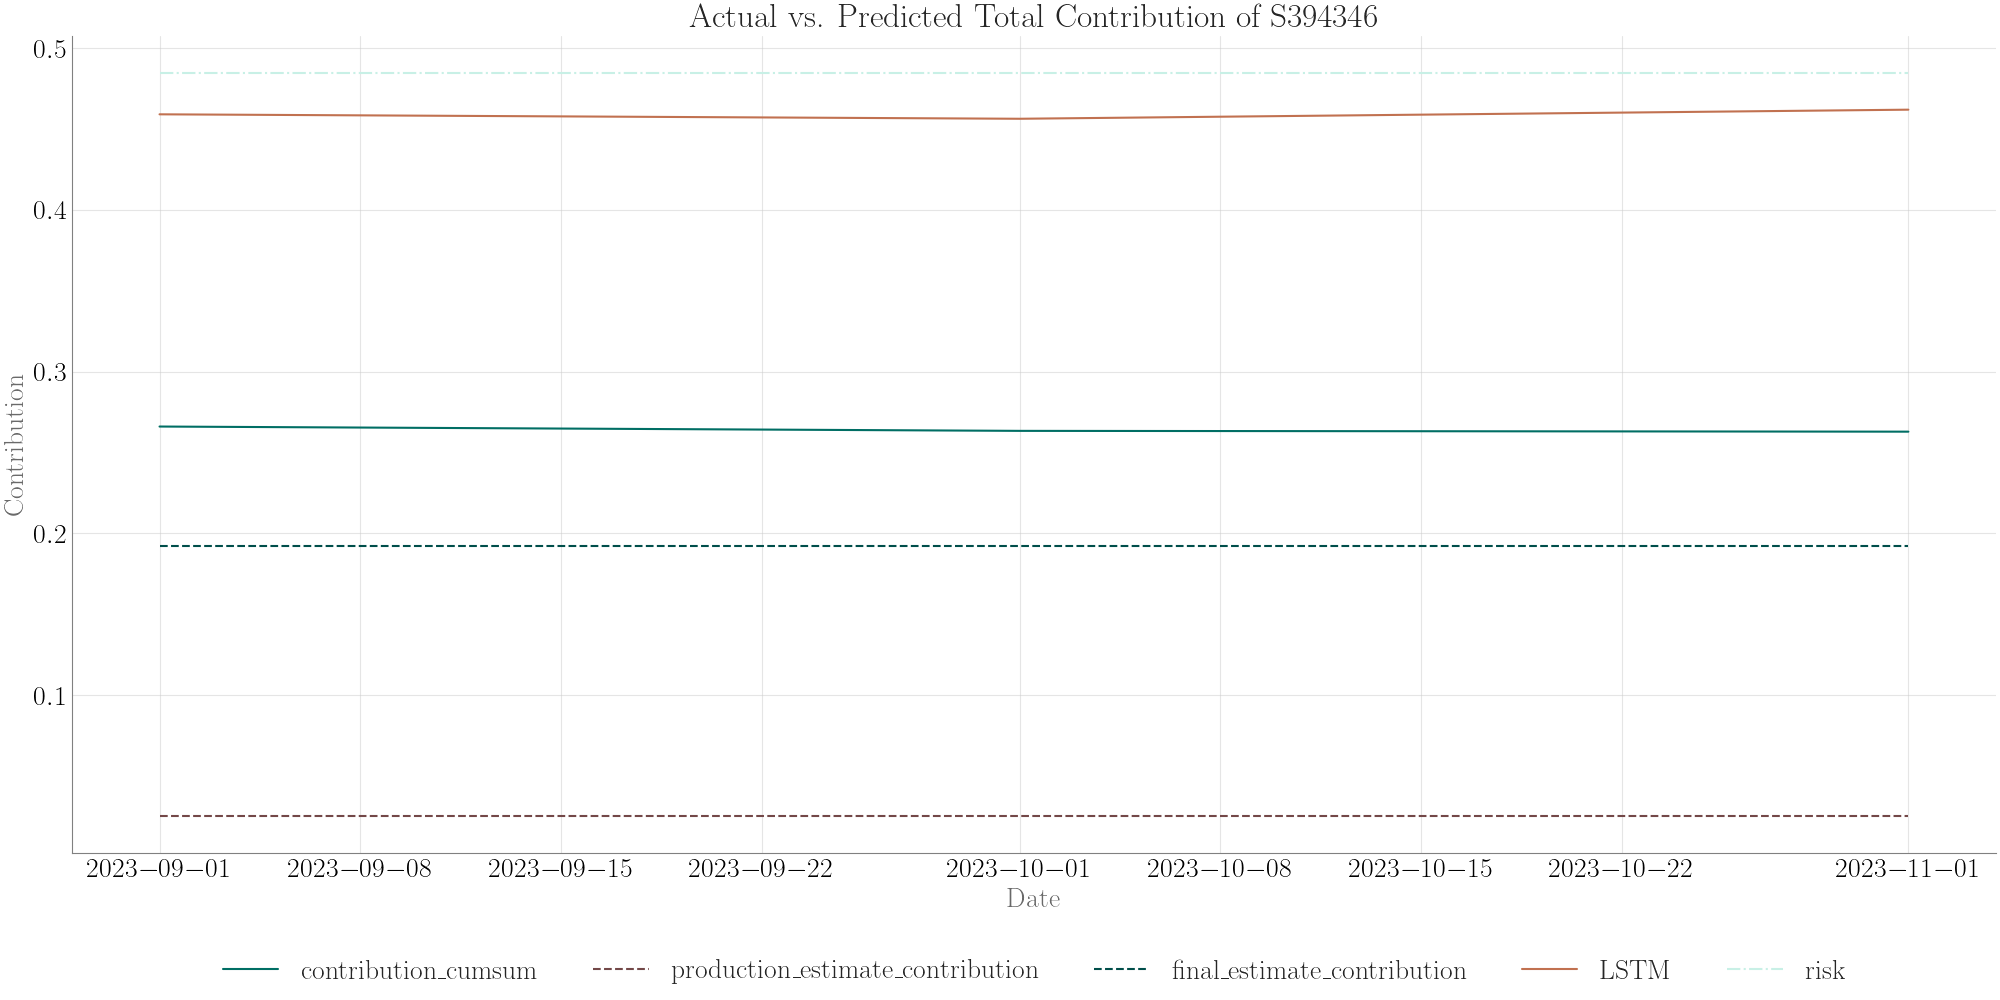 Actual vs. Predicted Total Contribution of S394346
0.5
0.4
0.3
0.2
0.1
Contribution
2023−09−01 2023−09−08 2023−09−15 2023−09−22 2023−10−01 2023−10−08 2023−10−15 2023−10−22 2023−11−01
Date
contribution_cumsum production_estimate_contribution final_estimate_contribution LSTM risk